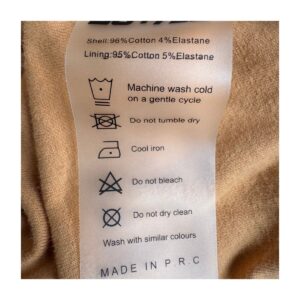 Shell:96%Cotton 4%Elastane
Lining:95%Cotton 5%Elastane
Machine wash cold
on a gentle cycle
Do not tumble dry
Cool iron
Do not bleach
Do not dry clean
Wash with similar colours
MADE IN P.R.C